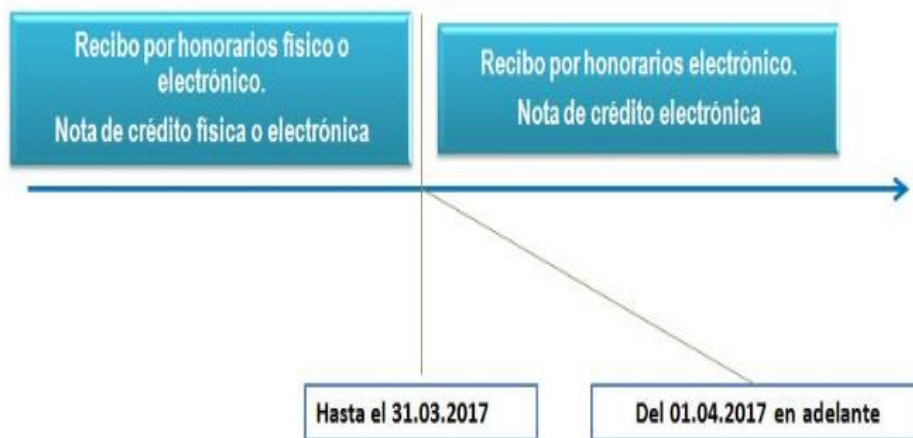 Recibo por honorarios físico o
electrónico.
Nota de crédito física o electrónica
Recibo por honorarios electrónico.
Nota de crédito electrónica
Hasta el 31.03.2017
Del 01.04.2017 en adelante